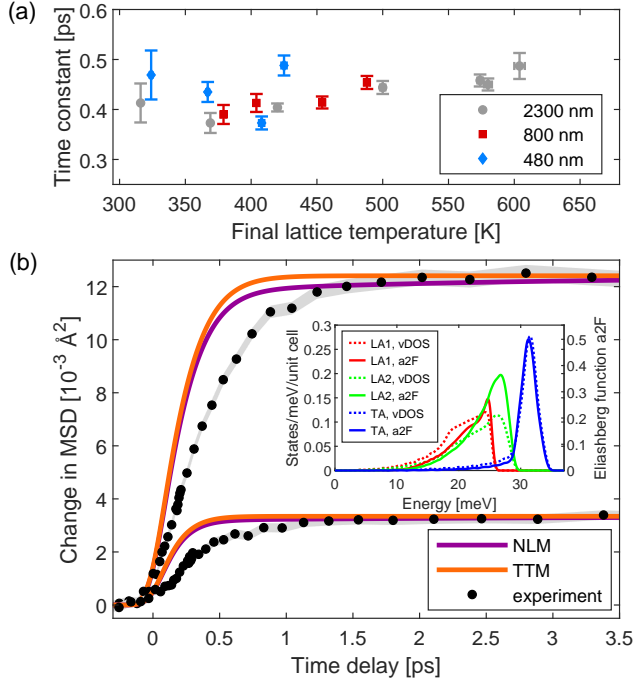 (a)
Time constant [ps]
0.6
0.5
0.4
0.3
2300 nm
800 nm
480 nm
300 350 400 450 500 550 600 650
Final lattice temperature [K]
(b)
Change in MSD [10⁻³ Å²]
12
10
8
6
4
2
0
States/meV/unit cell
0.3
0.25
0.2
0.15
0.1
0.05
0
LA1, vDOS
LA1, a2F
LA2, vDOS
LA2, a2F
TA, vDOS
TA, a2F
0.5
0.4
0.3
0.2
0.1
0
Eliashberg function a2F
0 10 20 30
Energy [meV]
NLM
TTM
experiment
0 0.5 1 1.5 2 2.5 3 3.5
Time delay [ps]